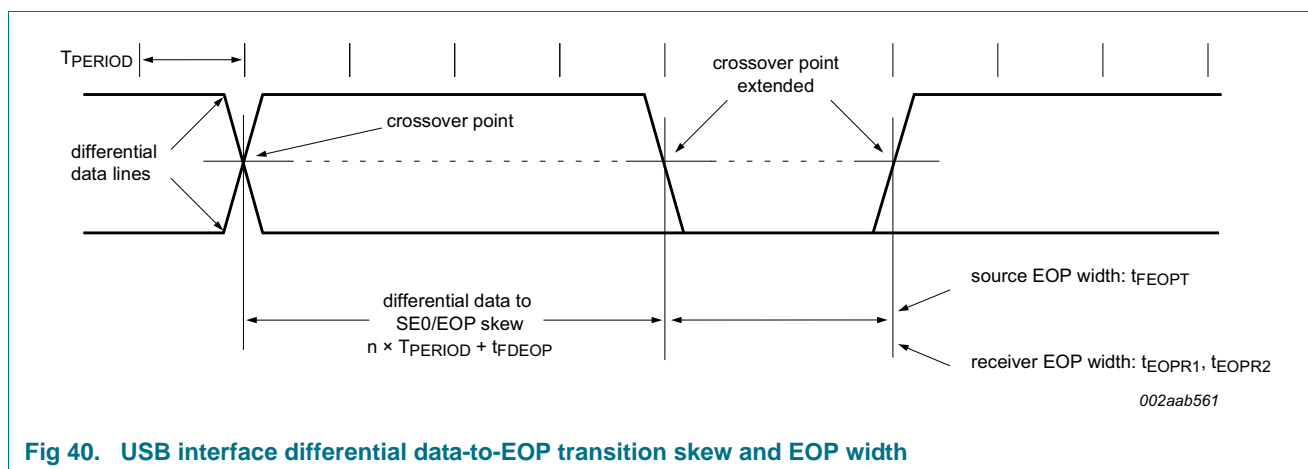 TPERIOD
crossover point
extended
crossover point
differential
data lines
differential data to
SE0/EOP skew
n × TPERIOD + tFDEOP
source EOP width: tFEOPT
receiver EOP width: tEOPR1, tEOPR2
002aab561
Fig 40. USB interface differential data-to-EOP transition skew and EOP width